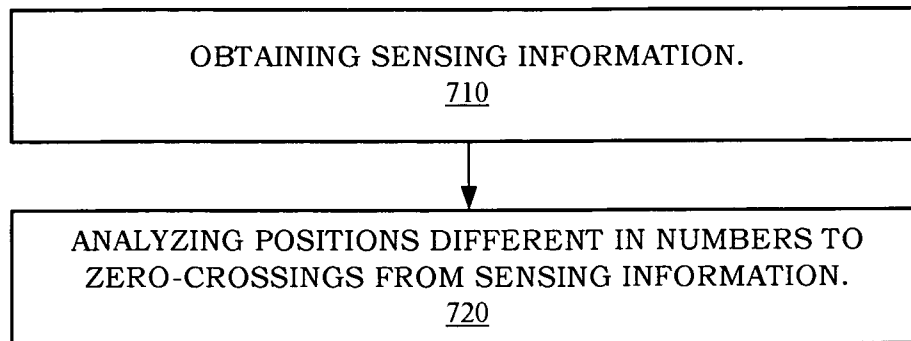 OBTAINING SENSING INFORMATION.
710
ANALYZING POSITIONS DIFFERENT IN NUMBERS TO
ZERO-CROSSINGS FROM SENSING INFORMATION.
720